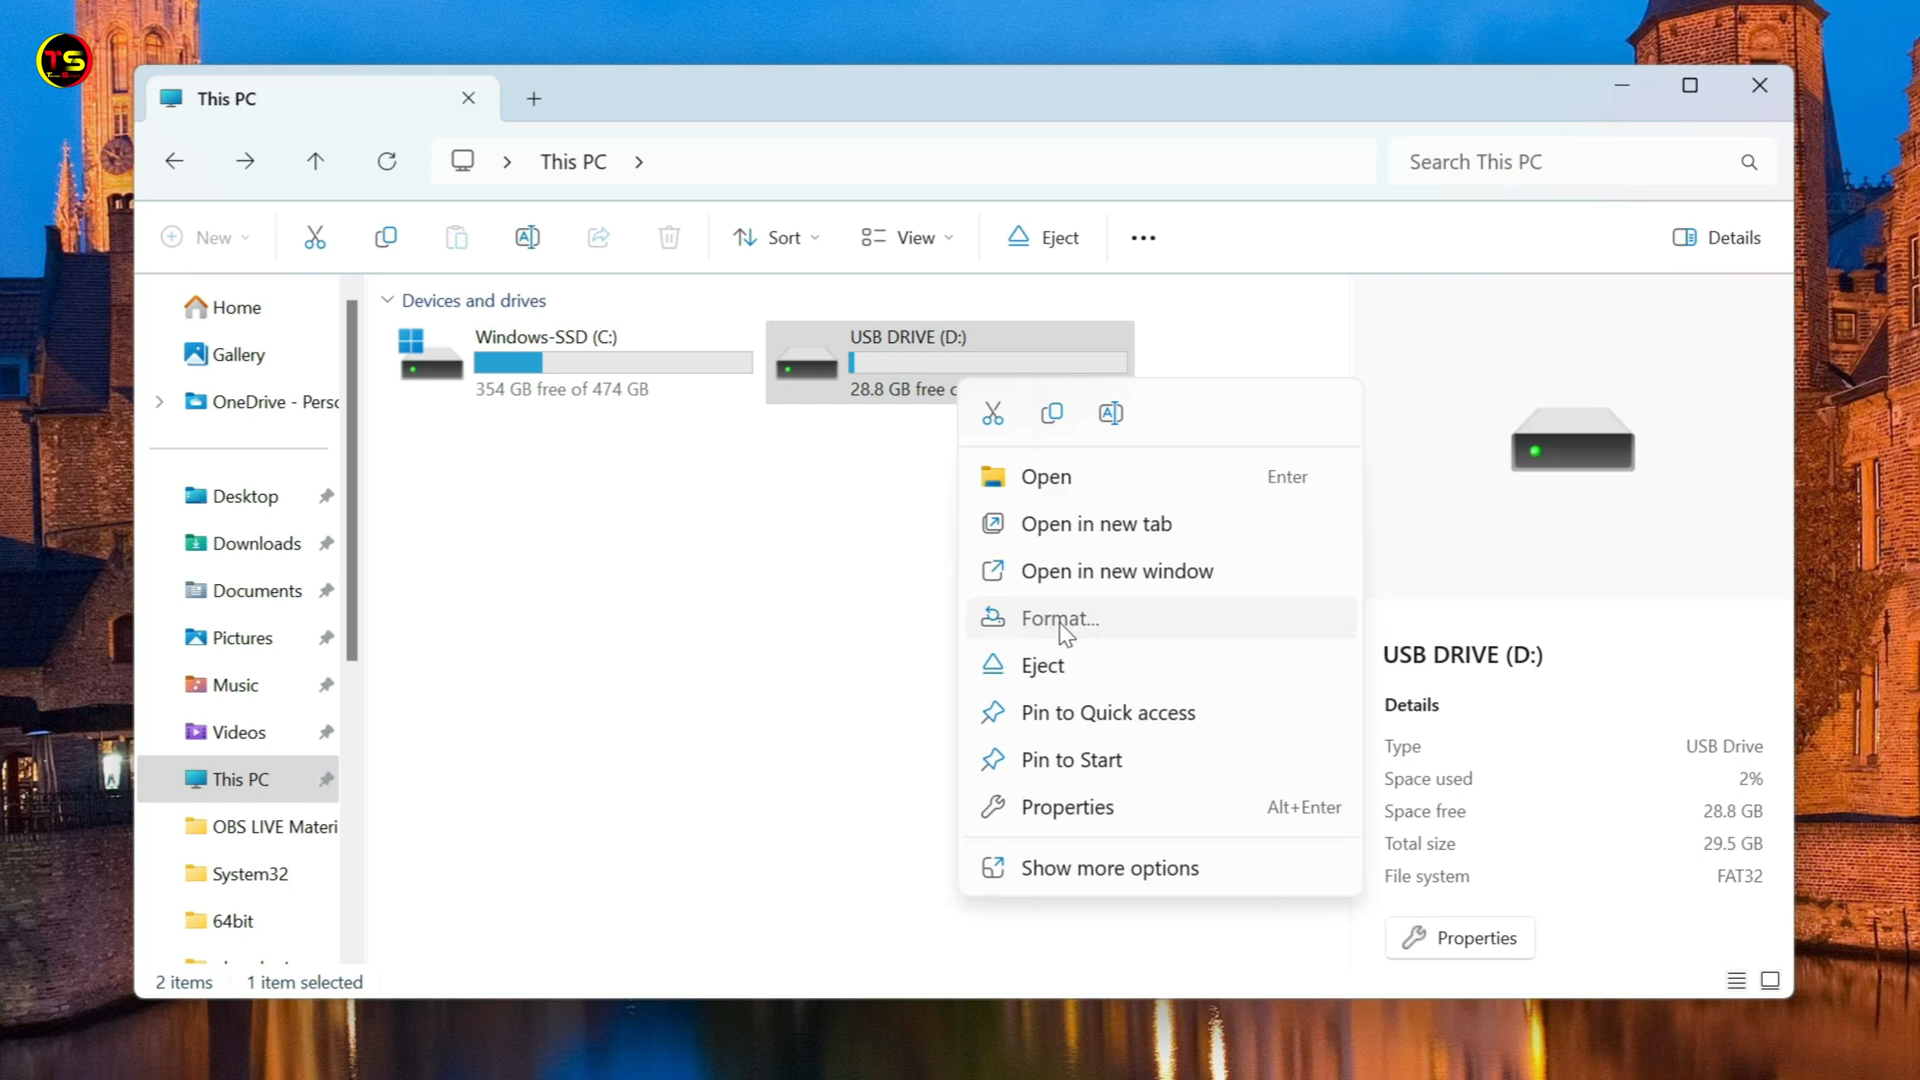 TS
This PC
This PC
Search This PC
New
Sort
View
Eject
Details
Home
Gallery
OneDrive - Persc
Desktop
Downloads
Documents
Pictures
Music
Videos
This PC
OBS LIVE Materi
System32
64bit
Devices and drives
Windows-SSD (C:)
354 GB free of 474 GB
USB DRIVE (D:)
28.8 GB free
Open Enter
Open in new tab
Open in new window
Format...
Eject
Pin to Quick access
Pin to Start
Properties Alt+Enter
Show more options
USB DRIVE (D:)
Details
Type USB Drive
Space used 2%
Space free 28.8 GB
Total size 29.5 GB
File system FAT32
Properties
2 items 1 item selected